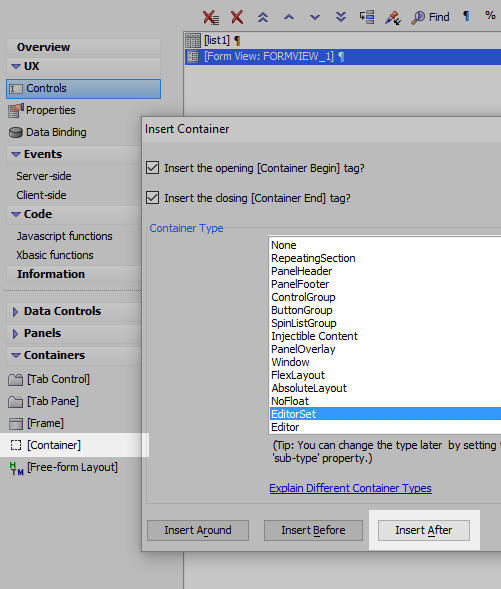 Find ¶ %
Overview
UX
Controls
Properties
Data Binding
Events
Server-side
Client-side
Code
Javascript functions
Xbasic functions
Information
Data Controls
Panels
Containers
[Tab Control]
[Tab Pane]
[Frame]
[Container]
[Free-form Layout]
HTM
[list1] ¶
[Form View: FORMVIEW_1] ¶
Insert Container
Insert the opening [Container Begin] tag?
Insert the closing [Container End] tag?
Container Type
None
RepeatingSection
PanelHeader
PanelFooter
ControlGroup
ButtonGroup
SpinListGroup
Injectible Content
PanelOverlay
Window
FlexLayout
AbsoluteLayout
NoFloat
EditorSet
Editor
(Tip: You can change the type later by setting
'sub-type' property.)
Explain Different Container Types
Insert Around
Insert Before
Insert After